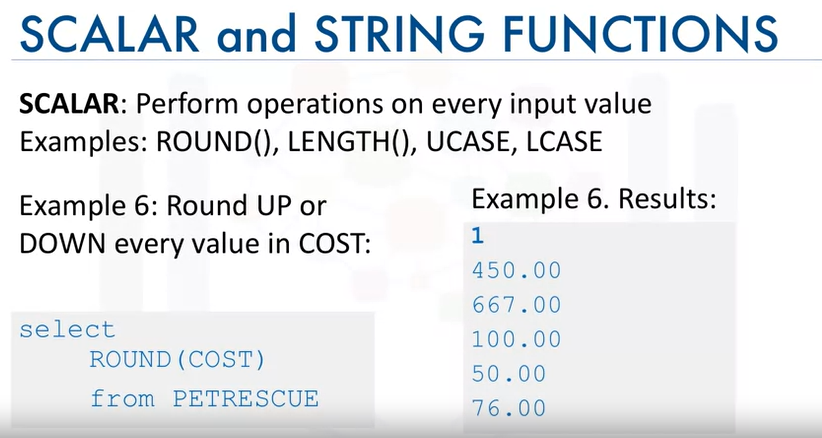 SCALAR and STRING FUNCTIONS
SCALAR: Perform operations on every input value
Examples: ROUND(), LENGTH(), UCASE, LCASE
Example 6: Round UP or
DOWN every value in COST:
select
ROUND(COST)
from PETRESCUE
Example 6. Results:
1
450.00
667.00
100.00
50.00
76.00